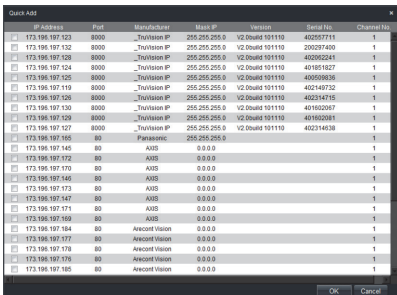 Quick Add ×
IP Address Port Manufacturer Mask IP Version Serial No. Channel No
173.196.197.123 8000 _TruVision IP 255.255.255.0 V2.0build 101110 402557711 1
173.196.197.132 8000 _TruVision IP 255.255.255.0 V2.0build 101110 200297400 1
173.196.197.128 8000 _TruVision IP 255.255.255.0 V2.0build 101110 402062241 1
173.196.197.124 8000 _TruVision IP 255.255.255.0 V2.0build 101110 401851827 1
173.196.197.125 8000 _TruVision IP 255.255.255.0 V2.0build 101110 400509836 1
173.196.197.119 8000 _TruVision IP 255.255.255.0 V2.0build 101110 402149732 1
173.196.197.126 8000 _TruVision IP 255.255.255.0 V2.0build 101110 402314715 1
173.196.197.130 8000 _TruVision IP 255.255.255.0 V2.0build 101110 401602067 1
173.196.197.129 8000 _TruVision IP 255.255.255.0 V2.0build 101110 401602081 1
173.196.197.127 8000 _TruVision IP 255.255.255.0 V2.0build 101110 402314638 1
173.196.197.165 80 Panasonic 255.255.255.0 1
173.196.197.145 80 AXIS 0.0.0.0 1
173.196.197.172 80 AXIS 0.0.0.0 1
173.196.197.170 80 AXIS 0.0.0.0 1
173.196.197.146 80 AXIS 0.0.0.0 1
173.196.197.173 80 AXIS 0.0.0.0 1
173.196.197.147 80 AXIS 0.0.0.0 1
173.196.197.171 80 AXIS 0.0.0.0 1
173.196.197.169 80 AXIS 0.0.0.0 1
173.196.197.184 80 Arecont Vision 0.0.0.0 1
173.196.197.177 80 Arecont Vision 0.0.0.0 1
173.196.197.178 80 Arecont Vision 0.0.0.0 1
173.196.197.176 80 Arecont Vision 0.0.0.0 1
173.196.197.185 80 Arecont Vision 0.0.0.0 1
OK Cancel